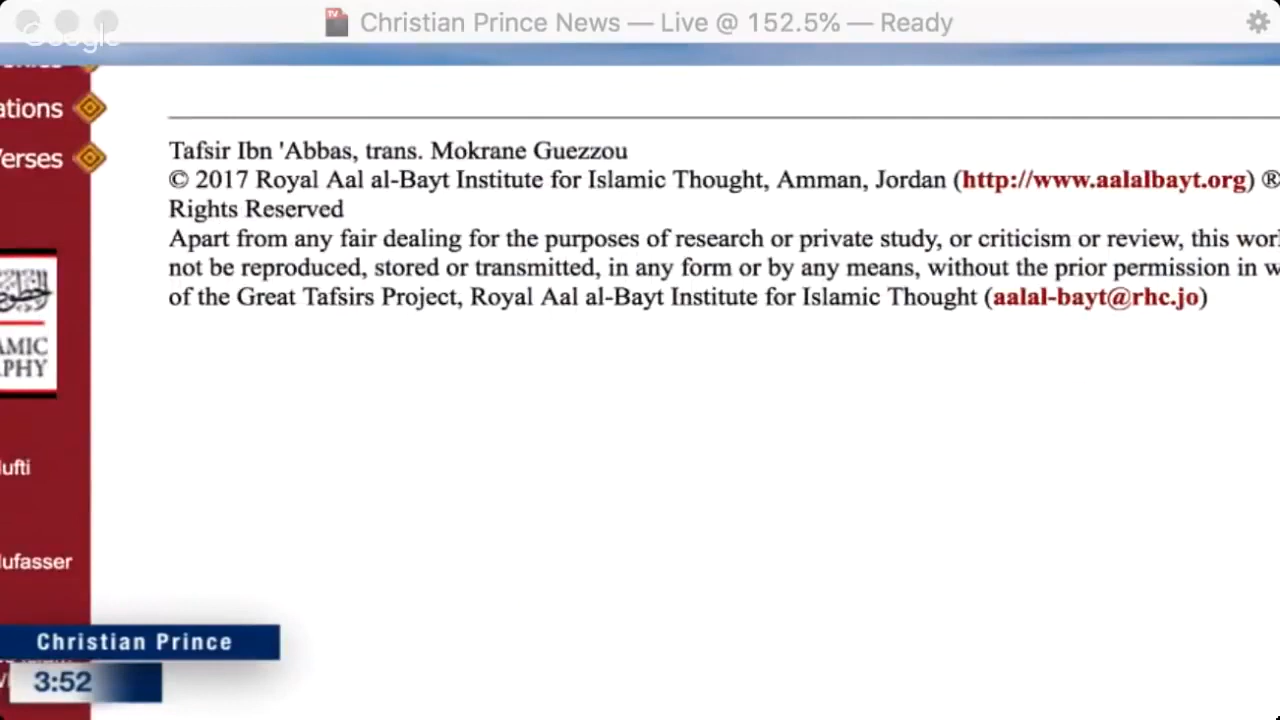 Christian Prince News — Live @ 152.5% — Ready
Google
ations
Verses
Tafsir Ibn 'Abbas, trans. Mokrane Guezzou
© 2017 Royal Aal al-Bayt Institute for Islamic Thought, Amman, Jordan (http://www.aalalbayt.org) ®
Rights Reserved
Apart from any fair dealing for the purposes of research or private study, or criticism or review, this wor
not be reproduced, stored or transmitted, in any form or by any means, without the prior permission in w
of the Great Tafsirs Project, Royal Aal al-Bayt Institute for Islamic Thought (aalal-bayt@rhc.jo)
AMIC
PHY
ufti
ufasser
Christian Prince
3:52